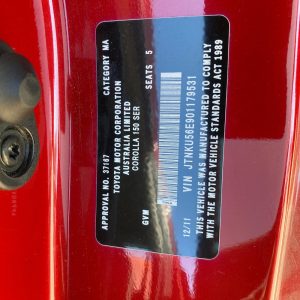 APPROVAL NO. 37167 CATEGORY MA
TOYOTA MOTOR CORPORATION
AUSTRALIA LIMITED
COROLLA 150 SER
GVM SEATS 5
12/11 VIN JTNKU56E901179531
THIS VEHICLE WAS MANUFACTURED TO COMPLY
WITH THE MOTOR VEHICLE STANDARDS ACT 1989